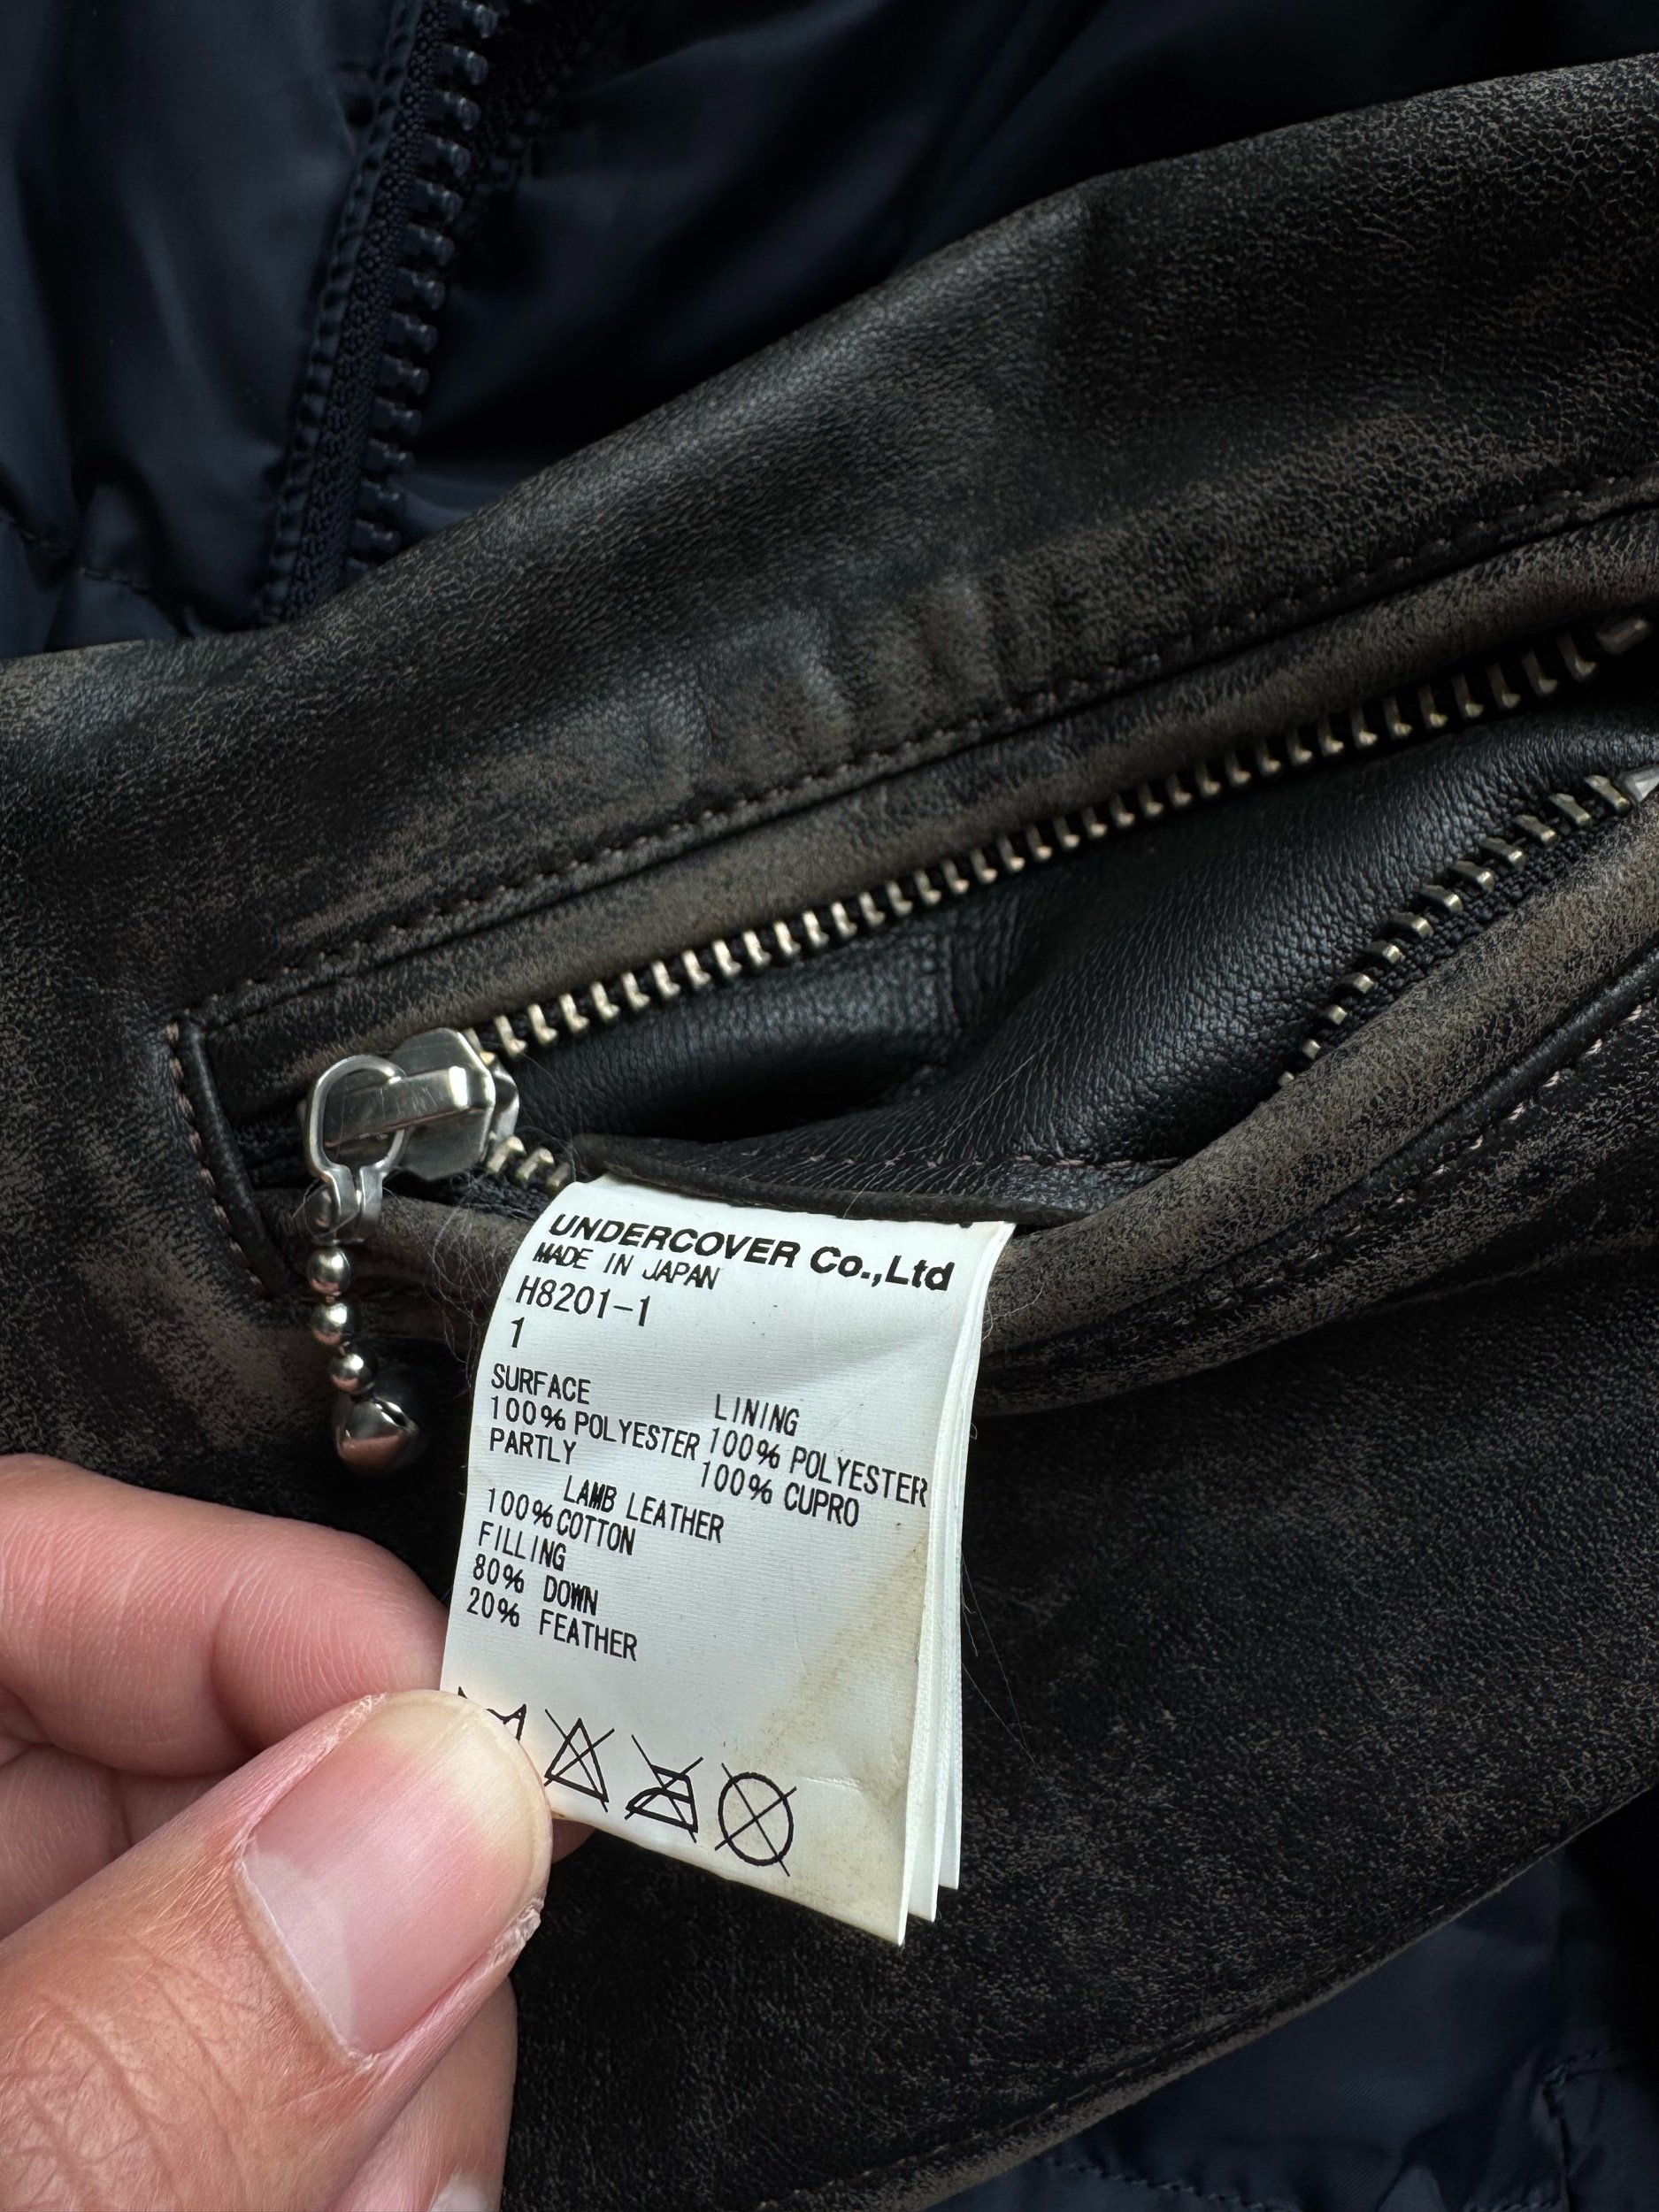 UNDERCOVER Co.,Ltd
MADE IN JAPAN
H8201-1
1
SURFACE
100% POLYESTER
PARTLY
LAMB LEATHER
100% COTTON
FILLING
80% DOWN
20% FEATHER
LINING
100% POLYESTER
100% CUPRO